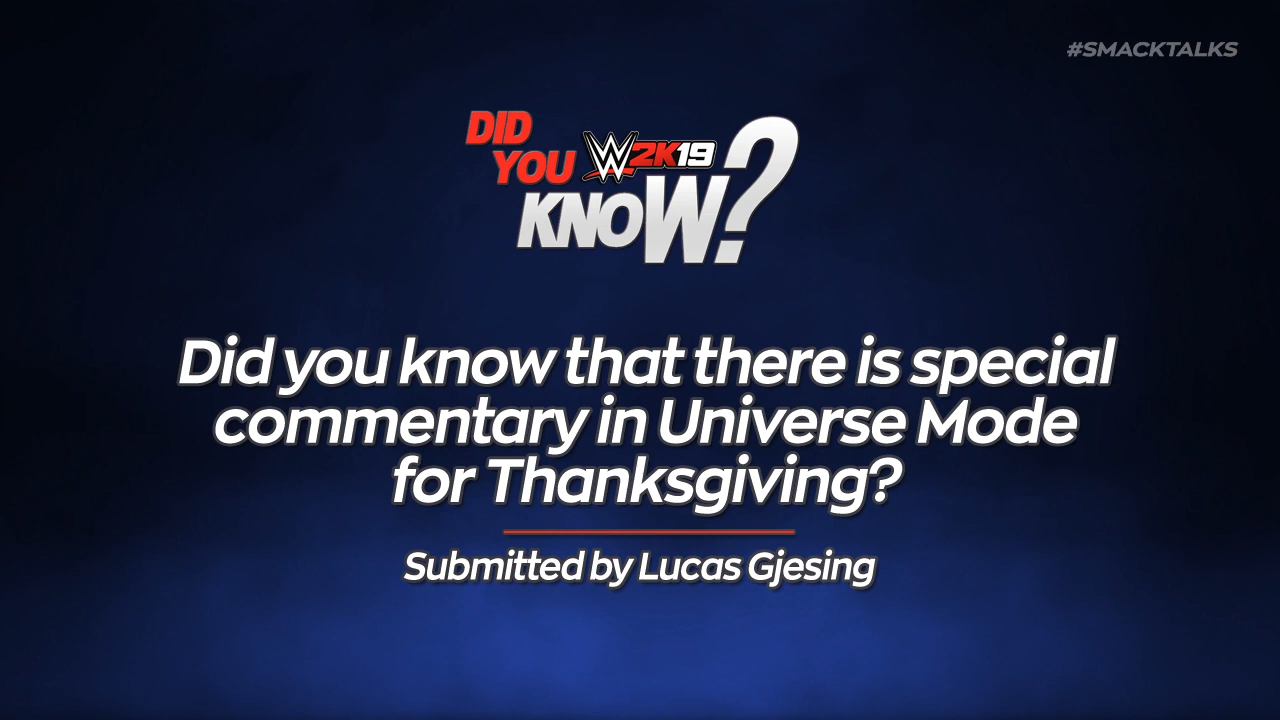 #SMACKTALKS
DID
YOU W2K19
KNOW?
Did you know that there is special
commentary in Universe Mode
for Thanksgiving?
Submitted by Lucas Gjesing